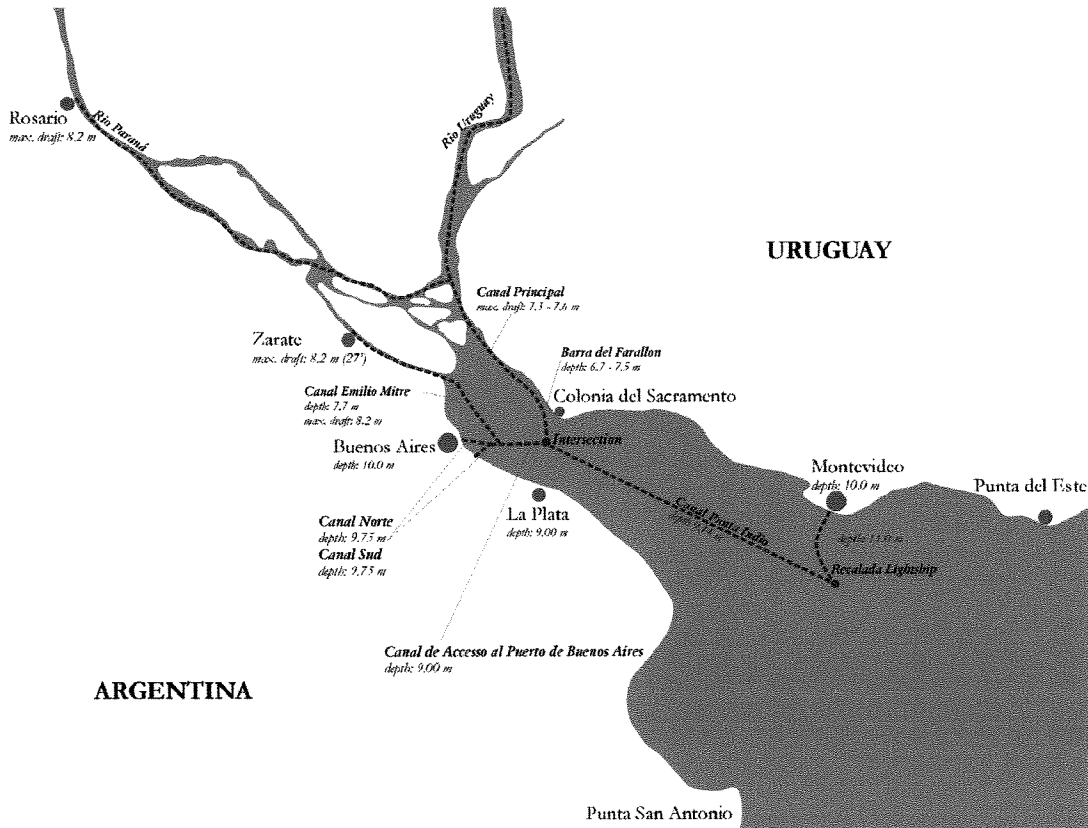 Rosario
max. draft: 8.2 m
Rio Paraná
Rio Uruguay
URUGUAY
Canal Principal
max. draft: 7.3 - 7.6 m
Zarate
max. draft: 8.2 m (27')
Barra del Farallon
depth: 6.7 - 7.5 m
Canal Emilio Mitre
depth: 7.7 m
max. draft: 8.2 m
Colonia del Sacramento
Buenos Aires
depth: 10.0 m
Intersection
Montevideo
depth: 10.0 m
Punta del Este
La Plata
depth: 9.00 m
Canal Punta Indio
depth: m
depth: 11.0 m
Canal Norte
depth: 9.75 m
Canal Sud
depth: 9.75 m
Recalada Lightship
Canal de Accesso al Puerto de Buenos Aires
depth: 9.00 m
ARGENTINA
Punta San Antonio